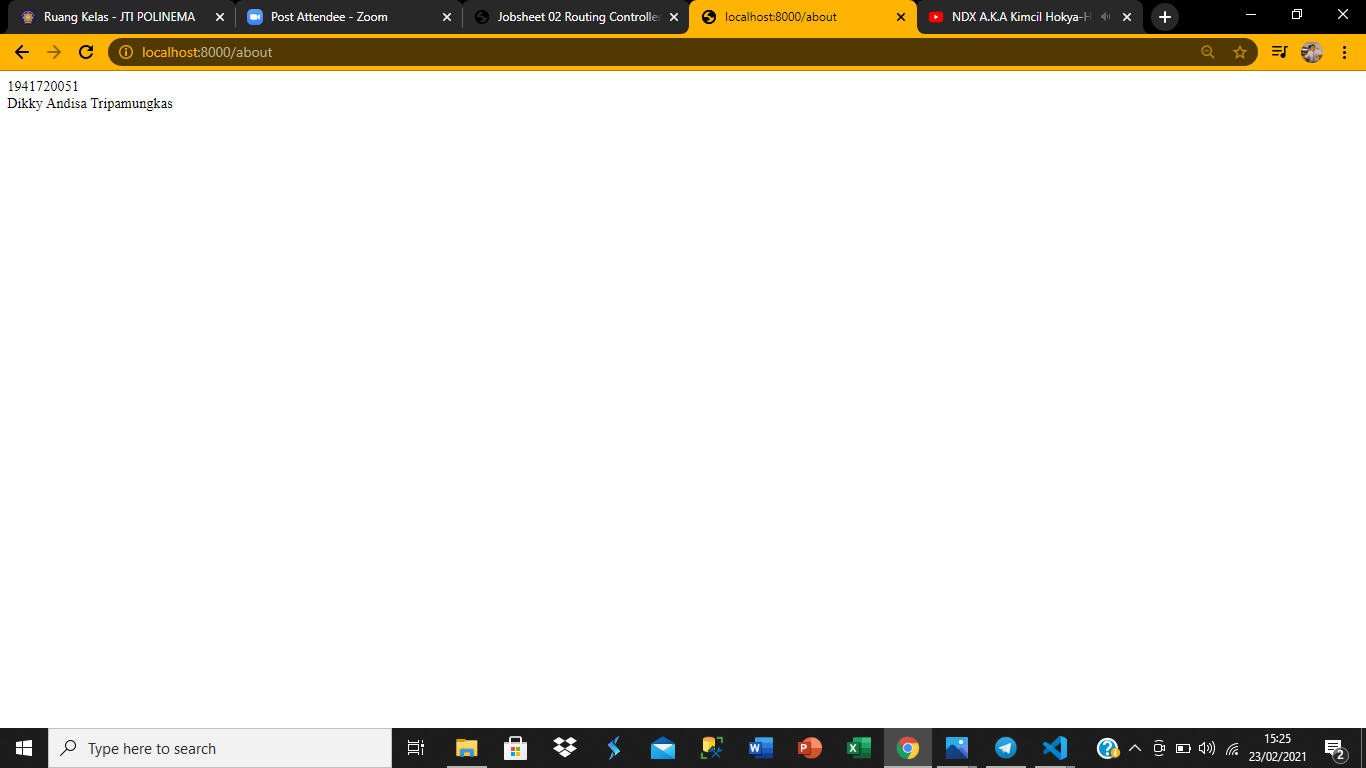 Ruang Kelas - JTI POLINEMA
Post Attendee - Zoom
Jobsheet 02 Routing Controlle
localhost:8000/about
NDX A.K.A Kimcil Hokya-H
localhost:8000/about
1941720051
Dikky Andisa Tripamungkas
Type here to search
15:25
23/02/2021
2